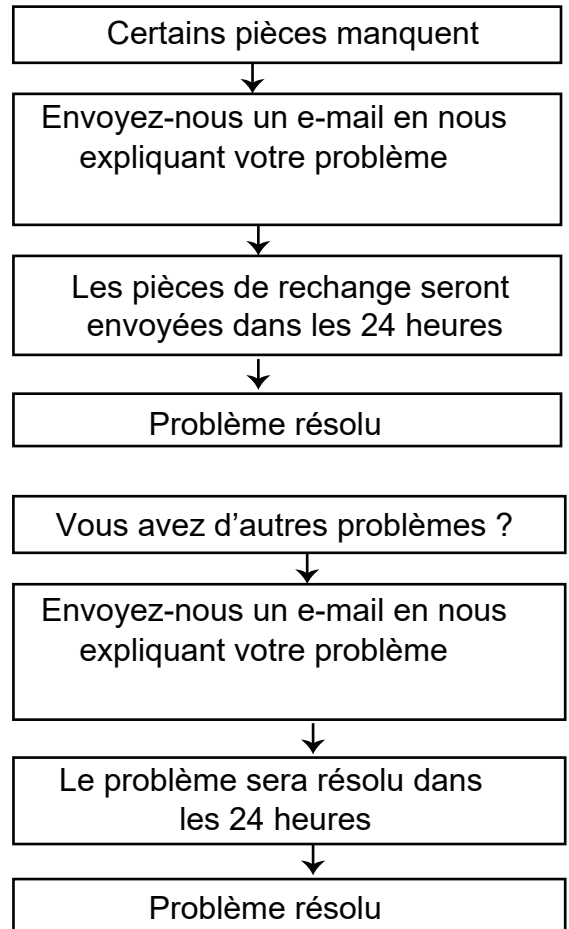 Certains pièces manquent
Envoyez-nous un e-mail en nous
expliquant votre problème
Les pièces de rechange seront
envoyées dans les 24 heures
Problème résolu
Vous avez d’autres problèmes ?
Envoyez-nous un e-mail en nous
expliquant votre problème
Le problème sera résolu dans
les 24 heures
Problème résolu